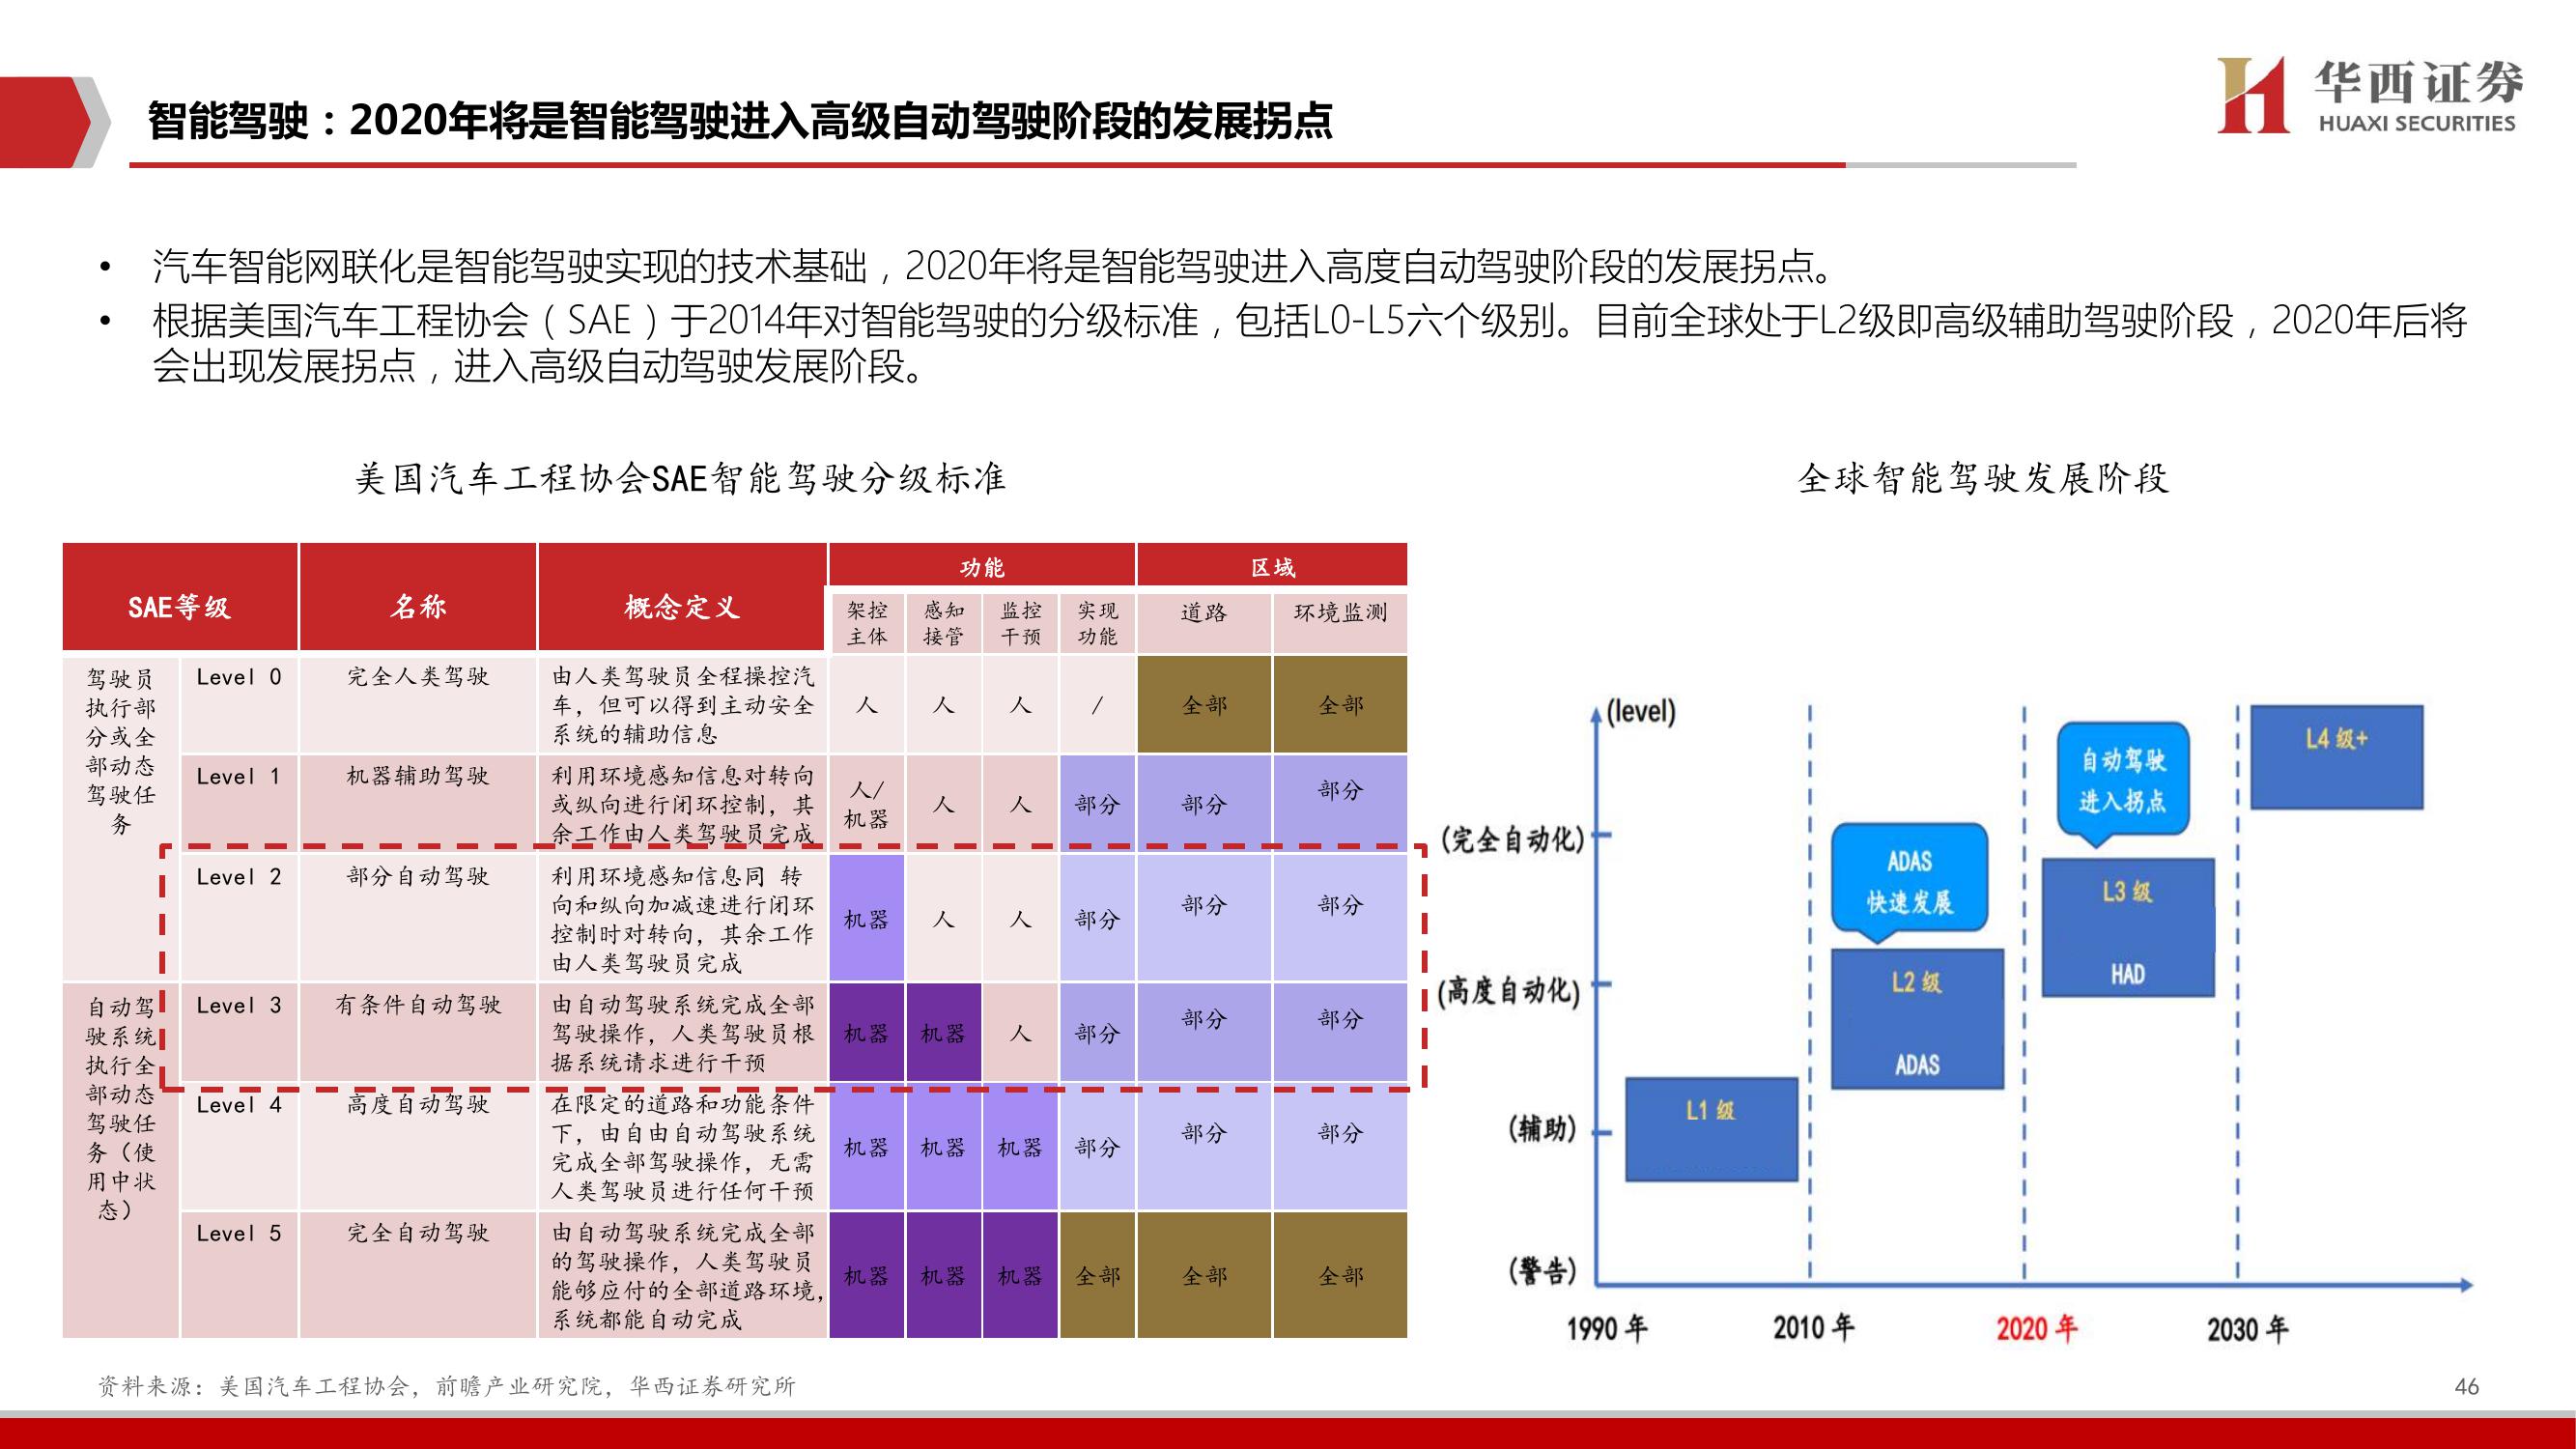 智能驾驶：2020年将是智能驾驶进入高级自动驾驶阶段的发展拐点
华西证券
HUAXI SECURITIES
• 汽车智能网联化是智能驾驶实现的技术基础，2020年将是智能驾驶进入高度自动驾驶阶段的发展拐点。
• 根据美国汽车工程协会（SAE）于2014年对智能驾驶的分级标准，包括L0-L5六个级别。目前全球处于L2级即高级辅助驾驶阶段，2020年后将
会出现发展拐点，进入高级自动驾驶发展阶段。
美国汽车工程协会SAE智能驾驶分级标准
SAE等级
名称
概念定义
功能
区域
架控
主体
感知
接管
监控
干预
实现
功能
道路
环境监测
驾驶员
执行部
分或全
部动态
驾驶任
务
Level 0
完全人类驾驶
由人类驾驶员全程操控汽
车，但可以得到主动安全
系统的辅助信息
人
人
人
/
全部
全部
Level 1
机器辅助驾驶
利用环境感知信息对转向
或纵向进行闭环控制，其
余工作由人类驾驶员完成
人/
机器
人
人
部分
部分
部分
Level 2
部分自动驾驶
利用环境感知信息同 转
向和纵向加减速进行闭环
控制时对转向，其余工作
由人类驾驶员完成
机器
人
人
部分
部分
部分
自动驾
驶系统
执行全
部动态
驾驶任
务（使
用中状
态）
Level 3
有条件自动驾驶
由自动驾驶系统完成全部
驾驶操作，人类驾驶员根
据系统请求进行干预
机器
机器
人
部分
部分
部分
Level 4
高度自动驾驶
在限定的道路和功能条件
下，由自由自动驾驶系统
完成全部驾驶操作，无需
人类驾驶员进行任何干预
机器
机器
机器
部分
部分
部分
Level 5
完全自动驾驶
由自动驾驶系统完成全部
的驾驶操作，人类驾驶员
能够应付的全部道路环境，
系统都能自动完成
机器
机器
机器
全部
全部
全部
全球智能驾驶发展阶段
(level)
(完全自动化)
(高度自动化)
(辅助)
(警告)
L1 级
ADAS
快速发展
L2 级
ADAS
自动驾驶
进入拐点
L3 级
HAD
L4 级+
1990 年
2010 年
2020 年
2030 年
资料来源：美国汽车工程协会，前瞻产业研究院，华西证券研究所
46